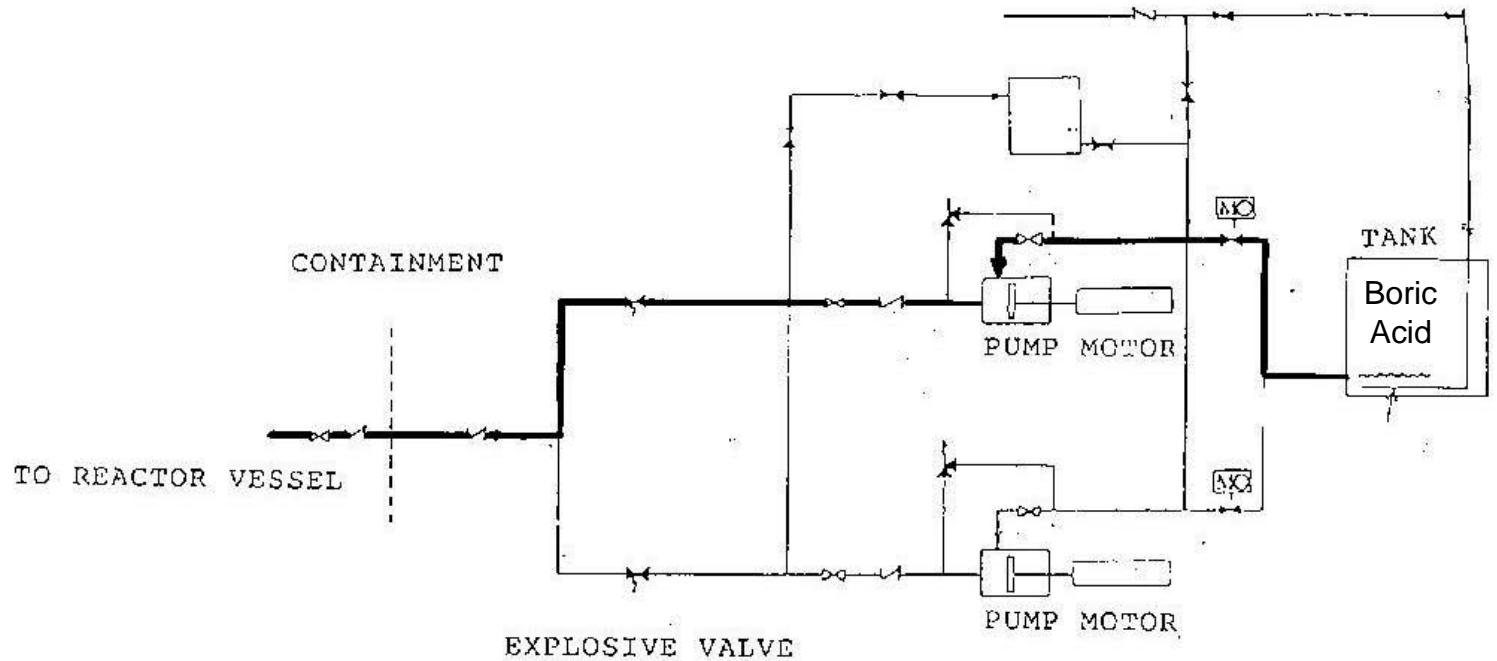 MO
TANK
CONTAINMENT
Boric
Acid
PUMP MOTOR
TO REACTOR VESSEL
MO
PUMP MOTOR
EXPLOSIVE VALVE